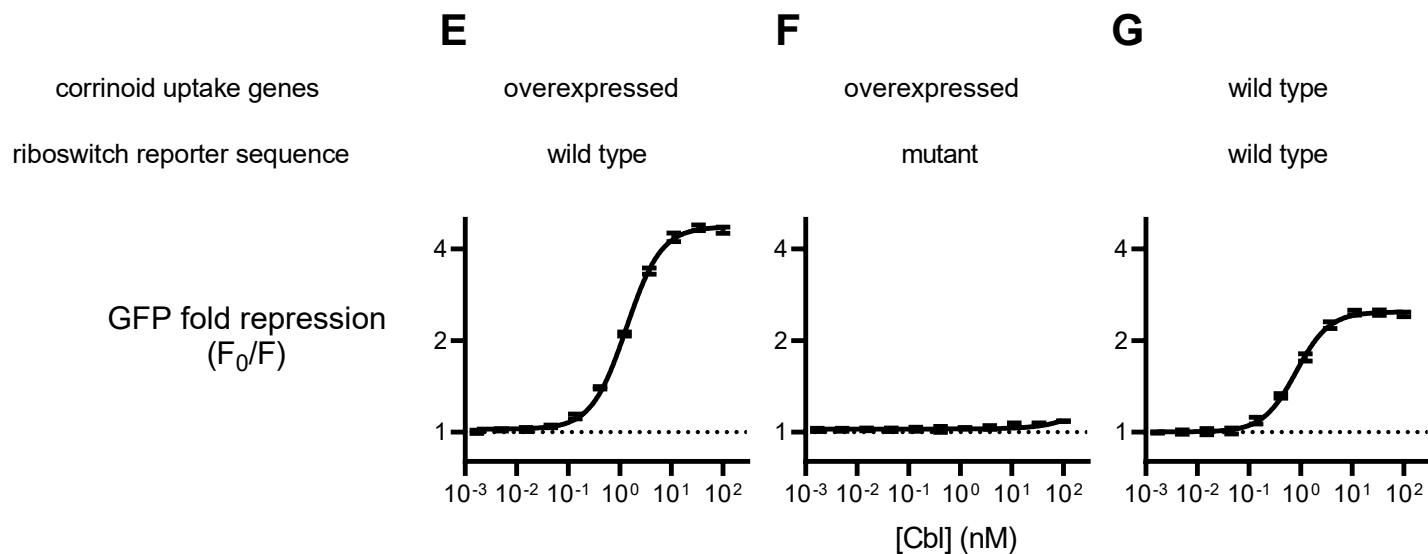 E F G
corrinoid uptake genes overexpressed overexpressed wild type
riboswitch reporter sequence wild type mutant wild type
GFP fold repression
(F₀/F)
4 4 4
2 2 2
1 1 1
10⁻³ 10⁻² 10⁻¹ 10⁰ 10¹ 10² 10⁻³ 10⁻² 10⁻¹ 10⁰ 10¹ 10² 10⁻³ 10⁻² 10⁻¹ 10⁰ 10¹ 10²
[Cbl] (nM)